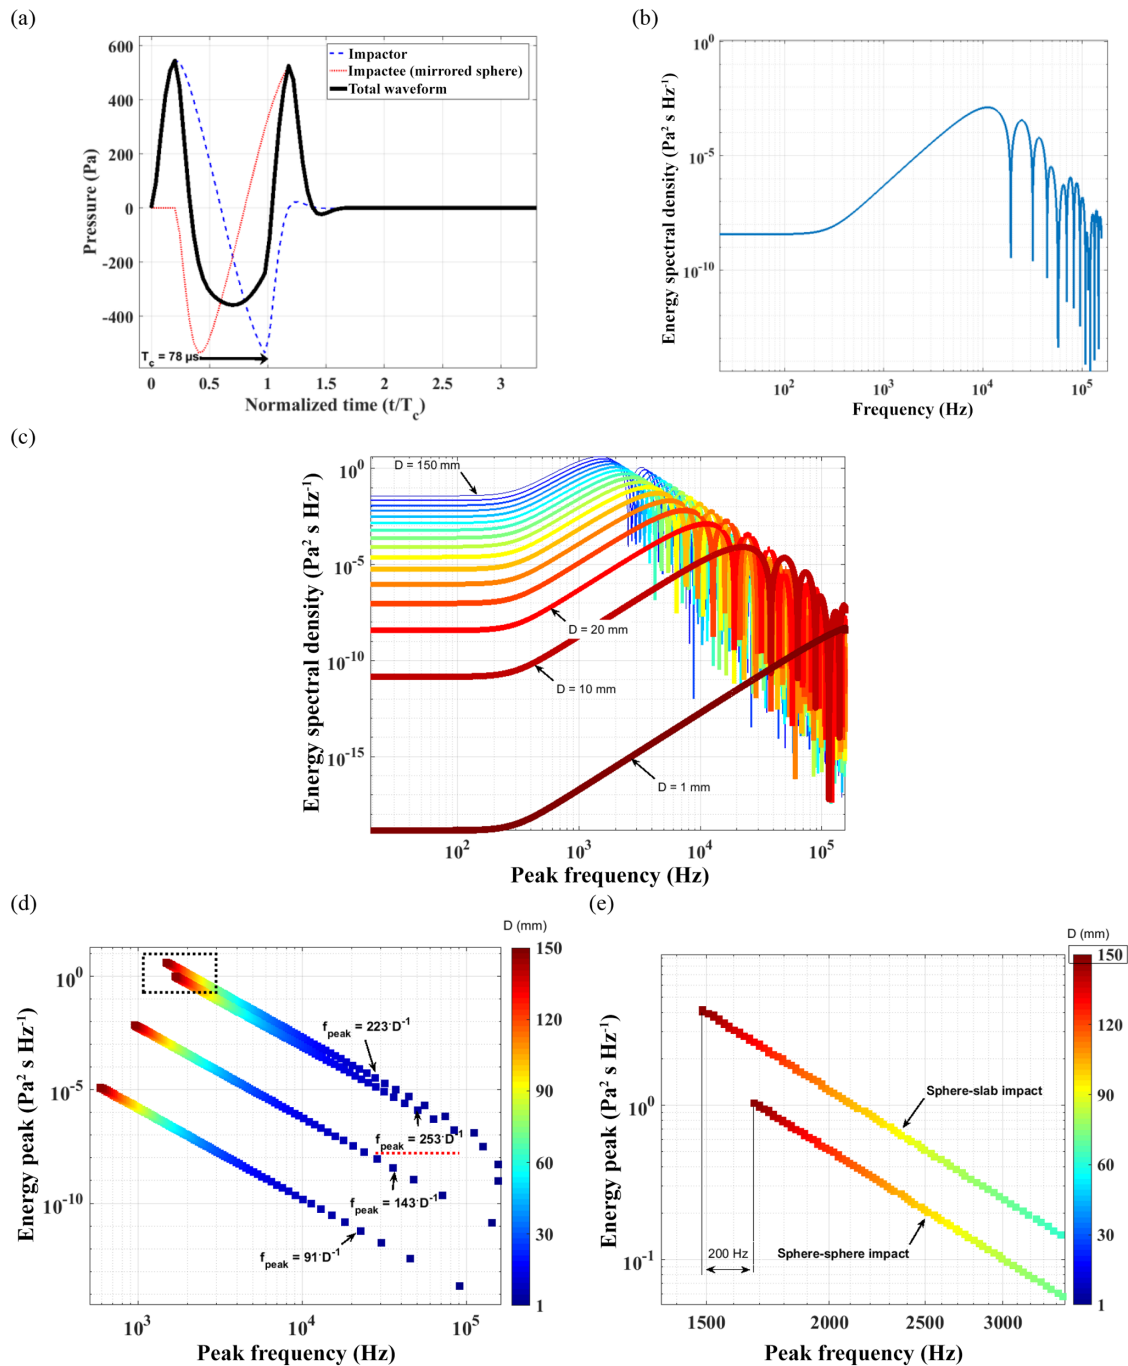 (a)
600
400
200
0
-200
-400
Pressure (Pa)
Impactor
Impactee (mirrored sphere)
Total waveform
T_c = 78 µs
0
0.5
1
1.5
2
2.5
3
Normalized time (t/T_c)
(b)
10^0
10^-5
10^-10
Energy spectral density (Pa² s Hz⁻¹)
10^2
10^3
10^4
10^5
Frequency (Hz)
(c)
10^0
10^-5
10^-10
10^-15
Energy spectral density (Pa² s Hz⁻¹)
D = 150 mm
D = 20 mm
D = 10 mm
D = 1 mm
10^2
10^3
10^4
10^5
Peak frequency (Hz)
(d)
10^0
10^-5
10^-10
Energy peak (Pa² s Hz⁻¹)
f_peak = 223·D⁻¹
f_peak = 253·D⁻¹
f_peak = 143·D⁻¹
f_peak = 91·D⁻¹
10^3
10^4
10^5
Peak frequency (Hz)
D (mm)
150
120
90
60
30
1
(e)
10^0
10^-1
Energy peak (Pa² s Hz⁻¹)
Sphere-slab impact
Sphere-sphere impact
200 Hz
1500
2000
2500
3000
Peak frequency (Hz)
D (mm)
150
120
90
60
30
1